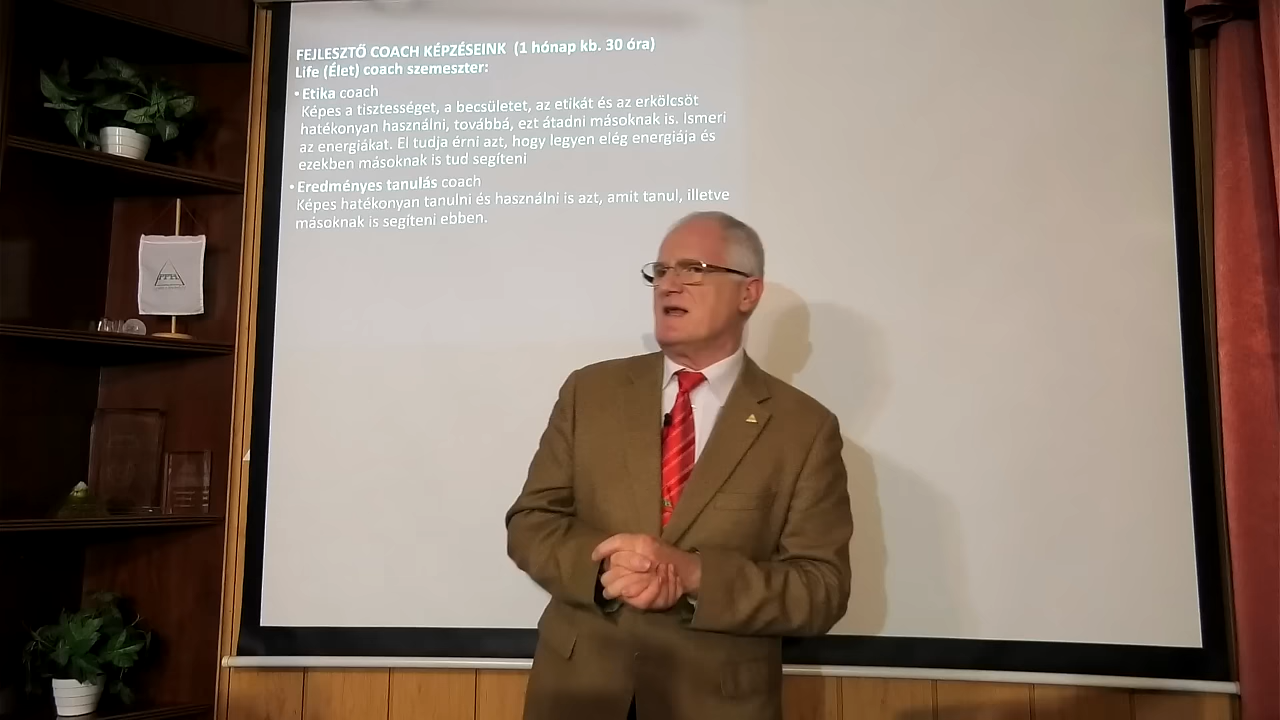 FEJLESZTŐ COACH KÉPZÉSEINK (1 hónap kb. 30 óra)
Life (Élet) coach szemeszter:
• Etika coach
Képes a tisztességet, a becsületet, az etikát és az erkölcsöt
hatékonyan használni, továbbá, ezt átadni másoknak is. Ismeri
az energiákat. El tudja érni azt, hogy legyen elég energiája és
ezekben másoknak is tud segíteni
• Eredményes tanulás coach
Képes hatékonyan tanulni és használni is azt, amit tanul, illetve
másoknak is segíteni ebben.